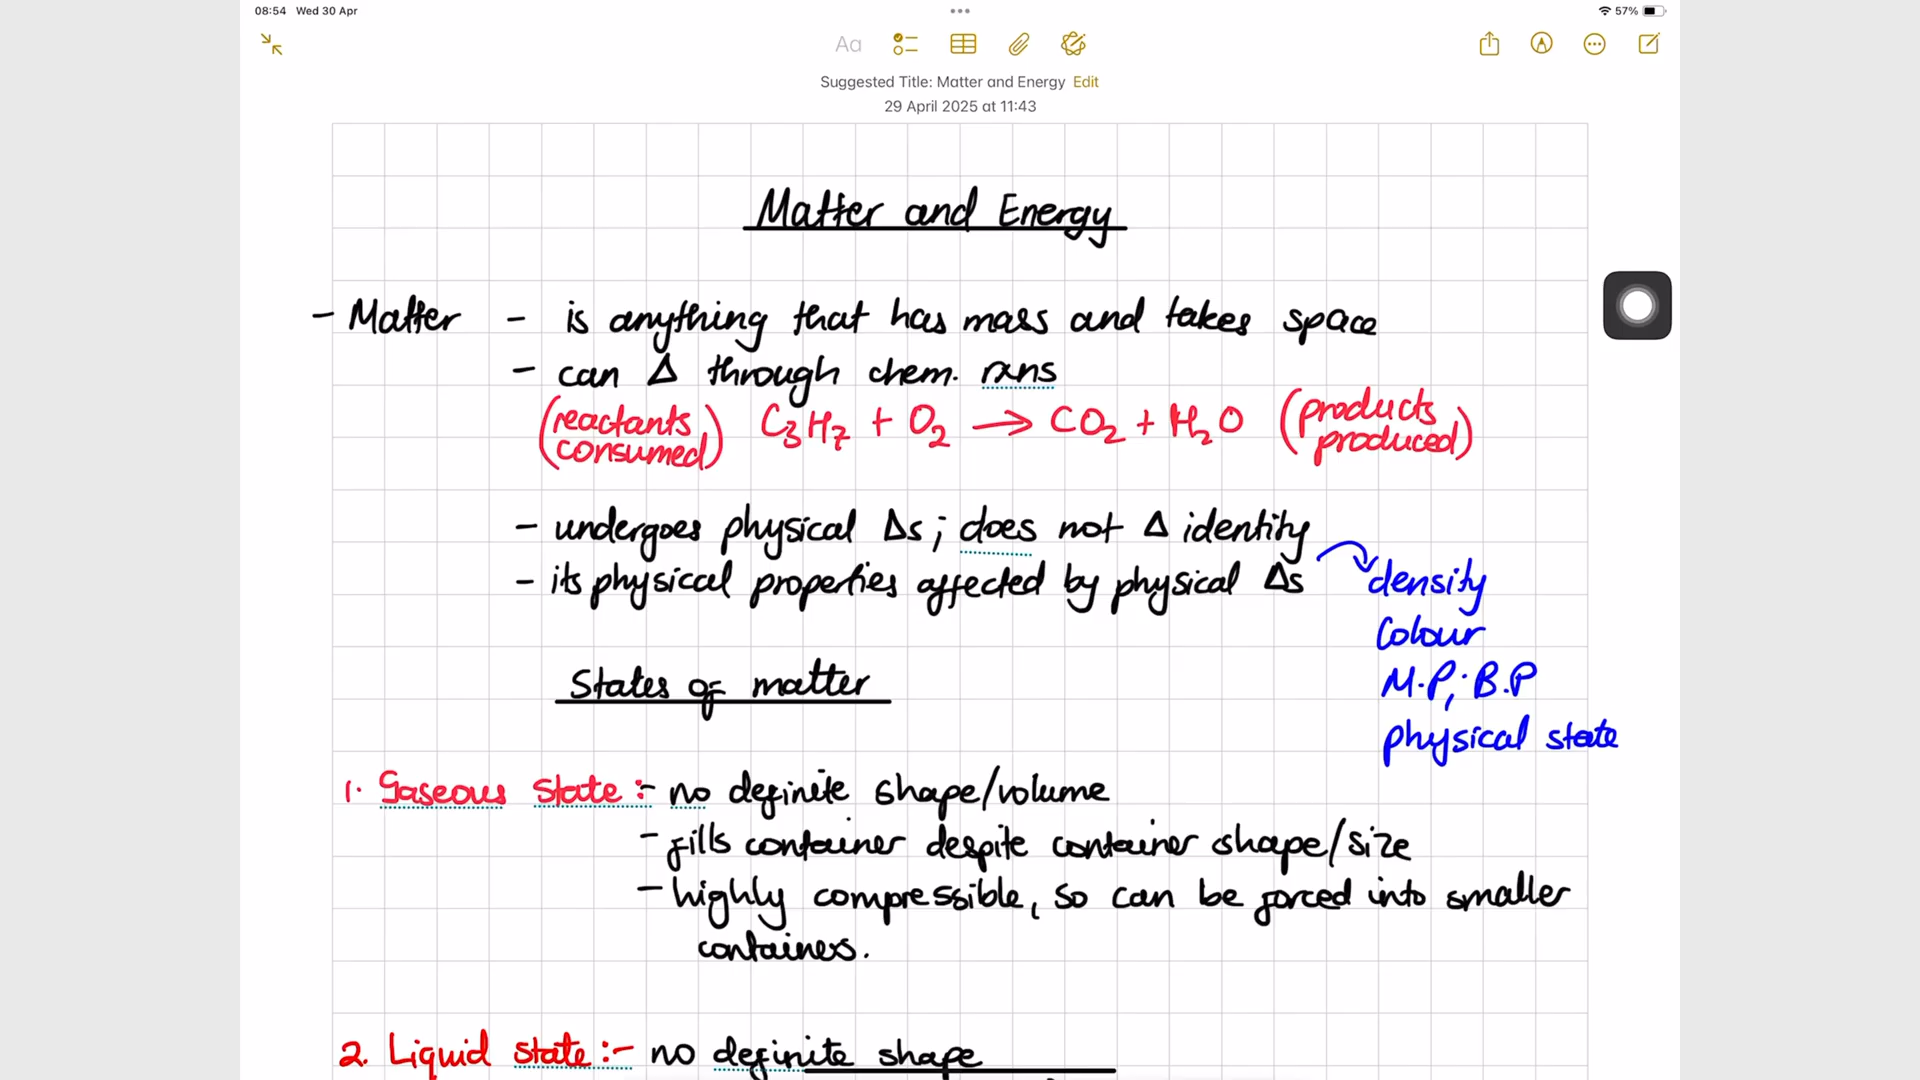 08:54 Wed 30 Apr
57%
Aa
Suggested Title: Matter and Energy Edit
29 April 2025 at 11:43
Matter and Energy
- Matter - is anything that has mass and takes space
- can Δ through chem. rxns
(reactants consumed) C₃H₇ + O₂ → CO₂ + H₂O (products produced)
- undergoes physical Δs; does not Δ identity
- its physical properties affected by physical Δs
density
Colour
M.P; B.P
physical state
States of matter
1. Gaseous state :- no definite shape/volume
- fills container despite container shape/size
- highly compressible, so can be forced into smaller
containers.
2. Liquid state :- no definite shape